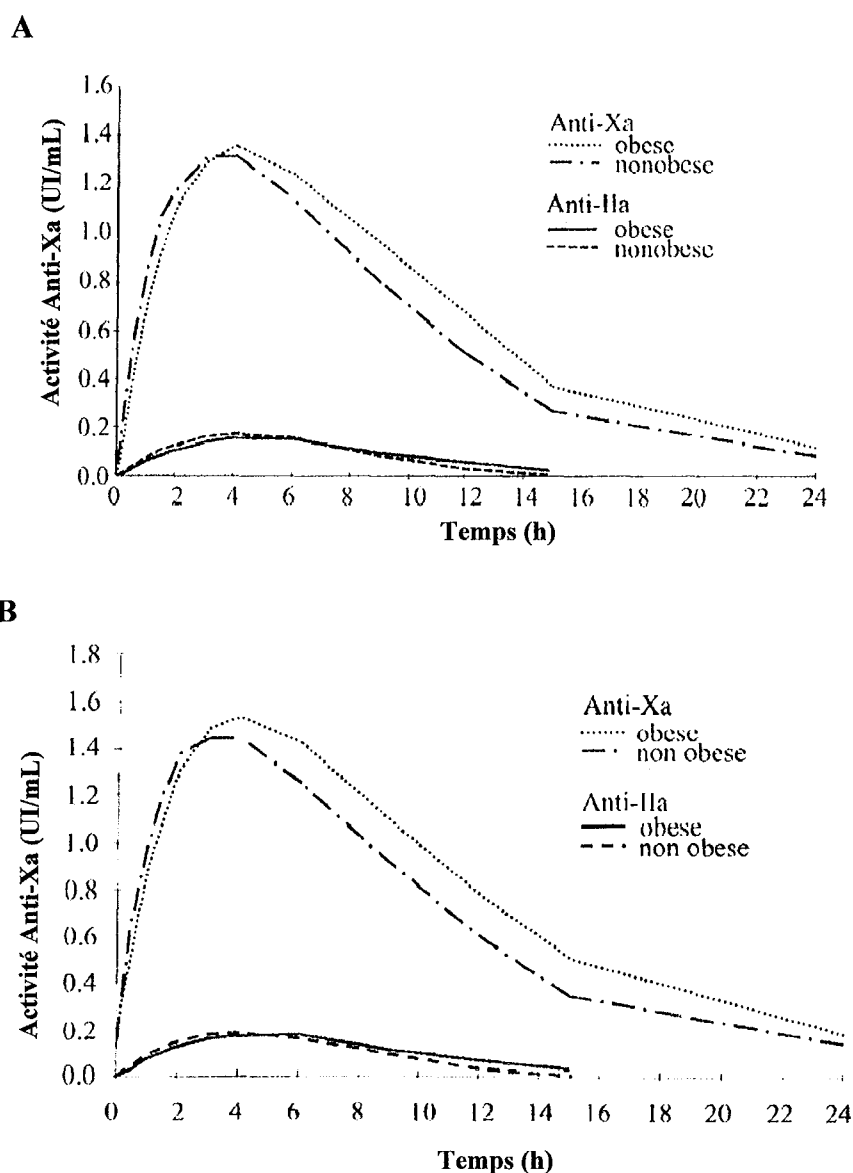 A
Activité Anti-Xa (UI/mL)
1.6
1.4
1.2
1.0
0.8
0.6
0.4
0.2
0.0
Anti-Xa
obese
nonobese
Anti-IIa
obese
nonobese
0 2 4 6 8 10 12 14 16 18 20 22 24
Temps (h)
B
Activité Anti-Xa (UI/mL)
1.8
1.6
1.4
1.2
1.0
0.8
0.6
0.4
0.2
0.0
Anti-Xa
obese
non obese
Anti-IIa
obese
non obese
0 2 4 6 8 10 12 14 16 18 20 22 24
Temps (h)